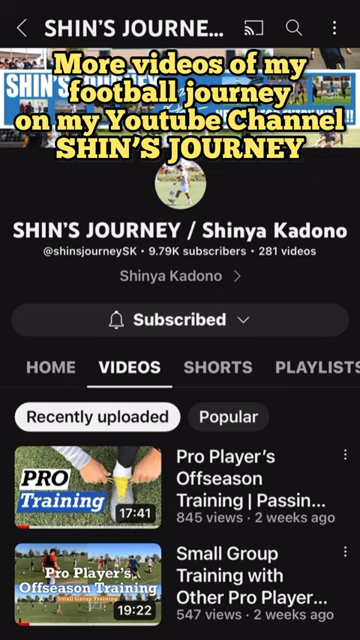 SHIN'S JOURNE...
More videos of my
football journey
on my Youtube Channel
SHIN'S JOURNEY
SHIN'S
SHIN'S JOURNEY / Shinya Kadono
@shinsjourneySK • 9.79K subscribers • 281 videos
Shinya Kadono
Subscribed
HOME VIDEOS SHORTS PLAYLISTS
Recently uploaded Popular
PRO
Training
17:41
Pro Player's
Offseason
Training | Passin...
845 views · 2 weeks ago
Pro Player's
Offseason Training
Small Group Training
19:22
Small Group
Training with
Other Pro Player...
547 views · 2 weeks ago